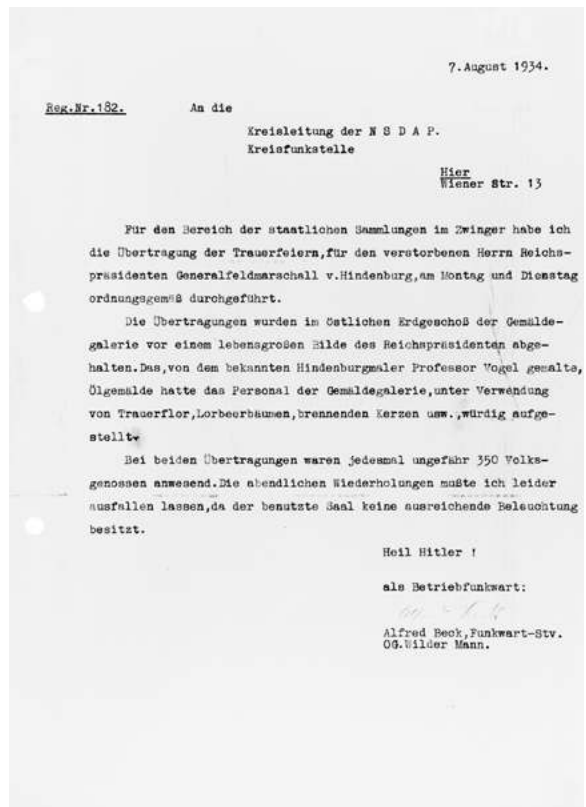 7.August 1934.
Reg.Nr.182. An die
Kreisleitung der N S D A P.
Kreisfunkstelle
Hier
Wiener Str. 13
Für den Bereich der staatlichen Sammlungen im Zwinger habe ich
die Übertragung der Trauerfeiern,für den verstorbenen Herrn Reichs-
präsidenten Generalfeldmarschall v.Hindenburg,am Montag und Dienstag
ordnungsgemäß durchgeführt.
Die Übertragungen wurden im östlichen Erdgeschoß der Gemälde-
galerie vor einem lebensgroßen Bilde des Reichspräsidenten abge-
halten.Das,von dem bekannten Hindenburgmaler Professor Vogel gemalte,
Ölgemälde hatte das Personal der Gemäldegalerie,unter Verwendung
von Trauerflor,Lorbeerbäumen,brennenden Kerzen usw.,würdig aufge-
stellt.
Bei beiden Übertragungen waren jedesmal ungefähr 350 Volks-
genossen anwesend.Die abendlichen Wiederholungen mußte ich leider
ausfallen lassen,da der benutzte Saal keine ausreichende Beleuchtung
besitzt.
Heil Hitler !
als Betriebfunkwart:
Alfred Beck,Funkwart-Stv.
OG.Wilder Mann.